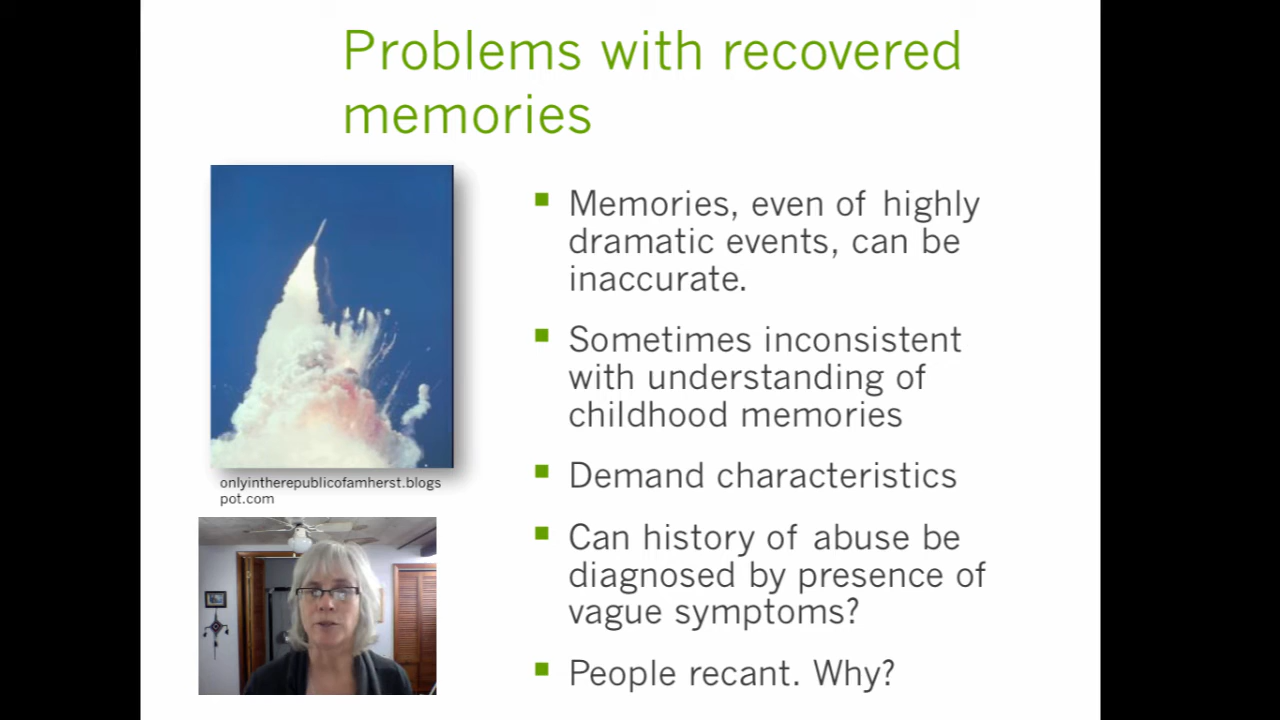 Problems with recovered
memories
onlyintherepublicofamherst.blogs
pot.com
Memories, even of highly
dramatic events, can be
inaccurate.
Sometimes inconsistent
with understanding of
childhood memories
Demand characteristics
Can history of abuse be
diagnosed by presence of
vague symptoms?
People recant. Why?